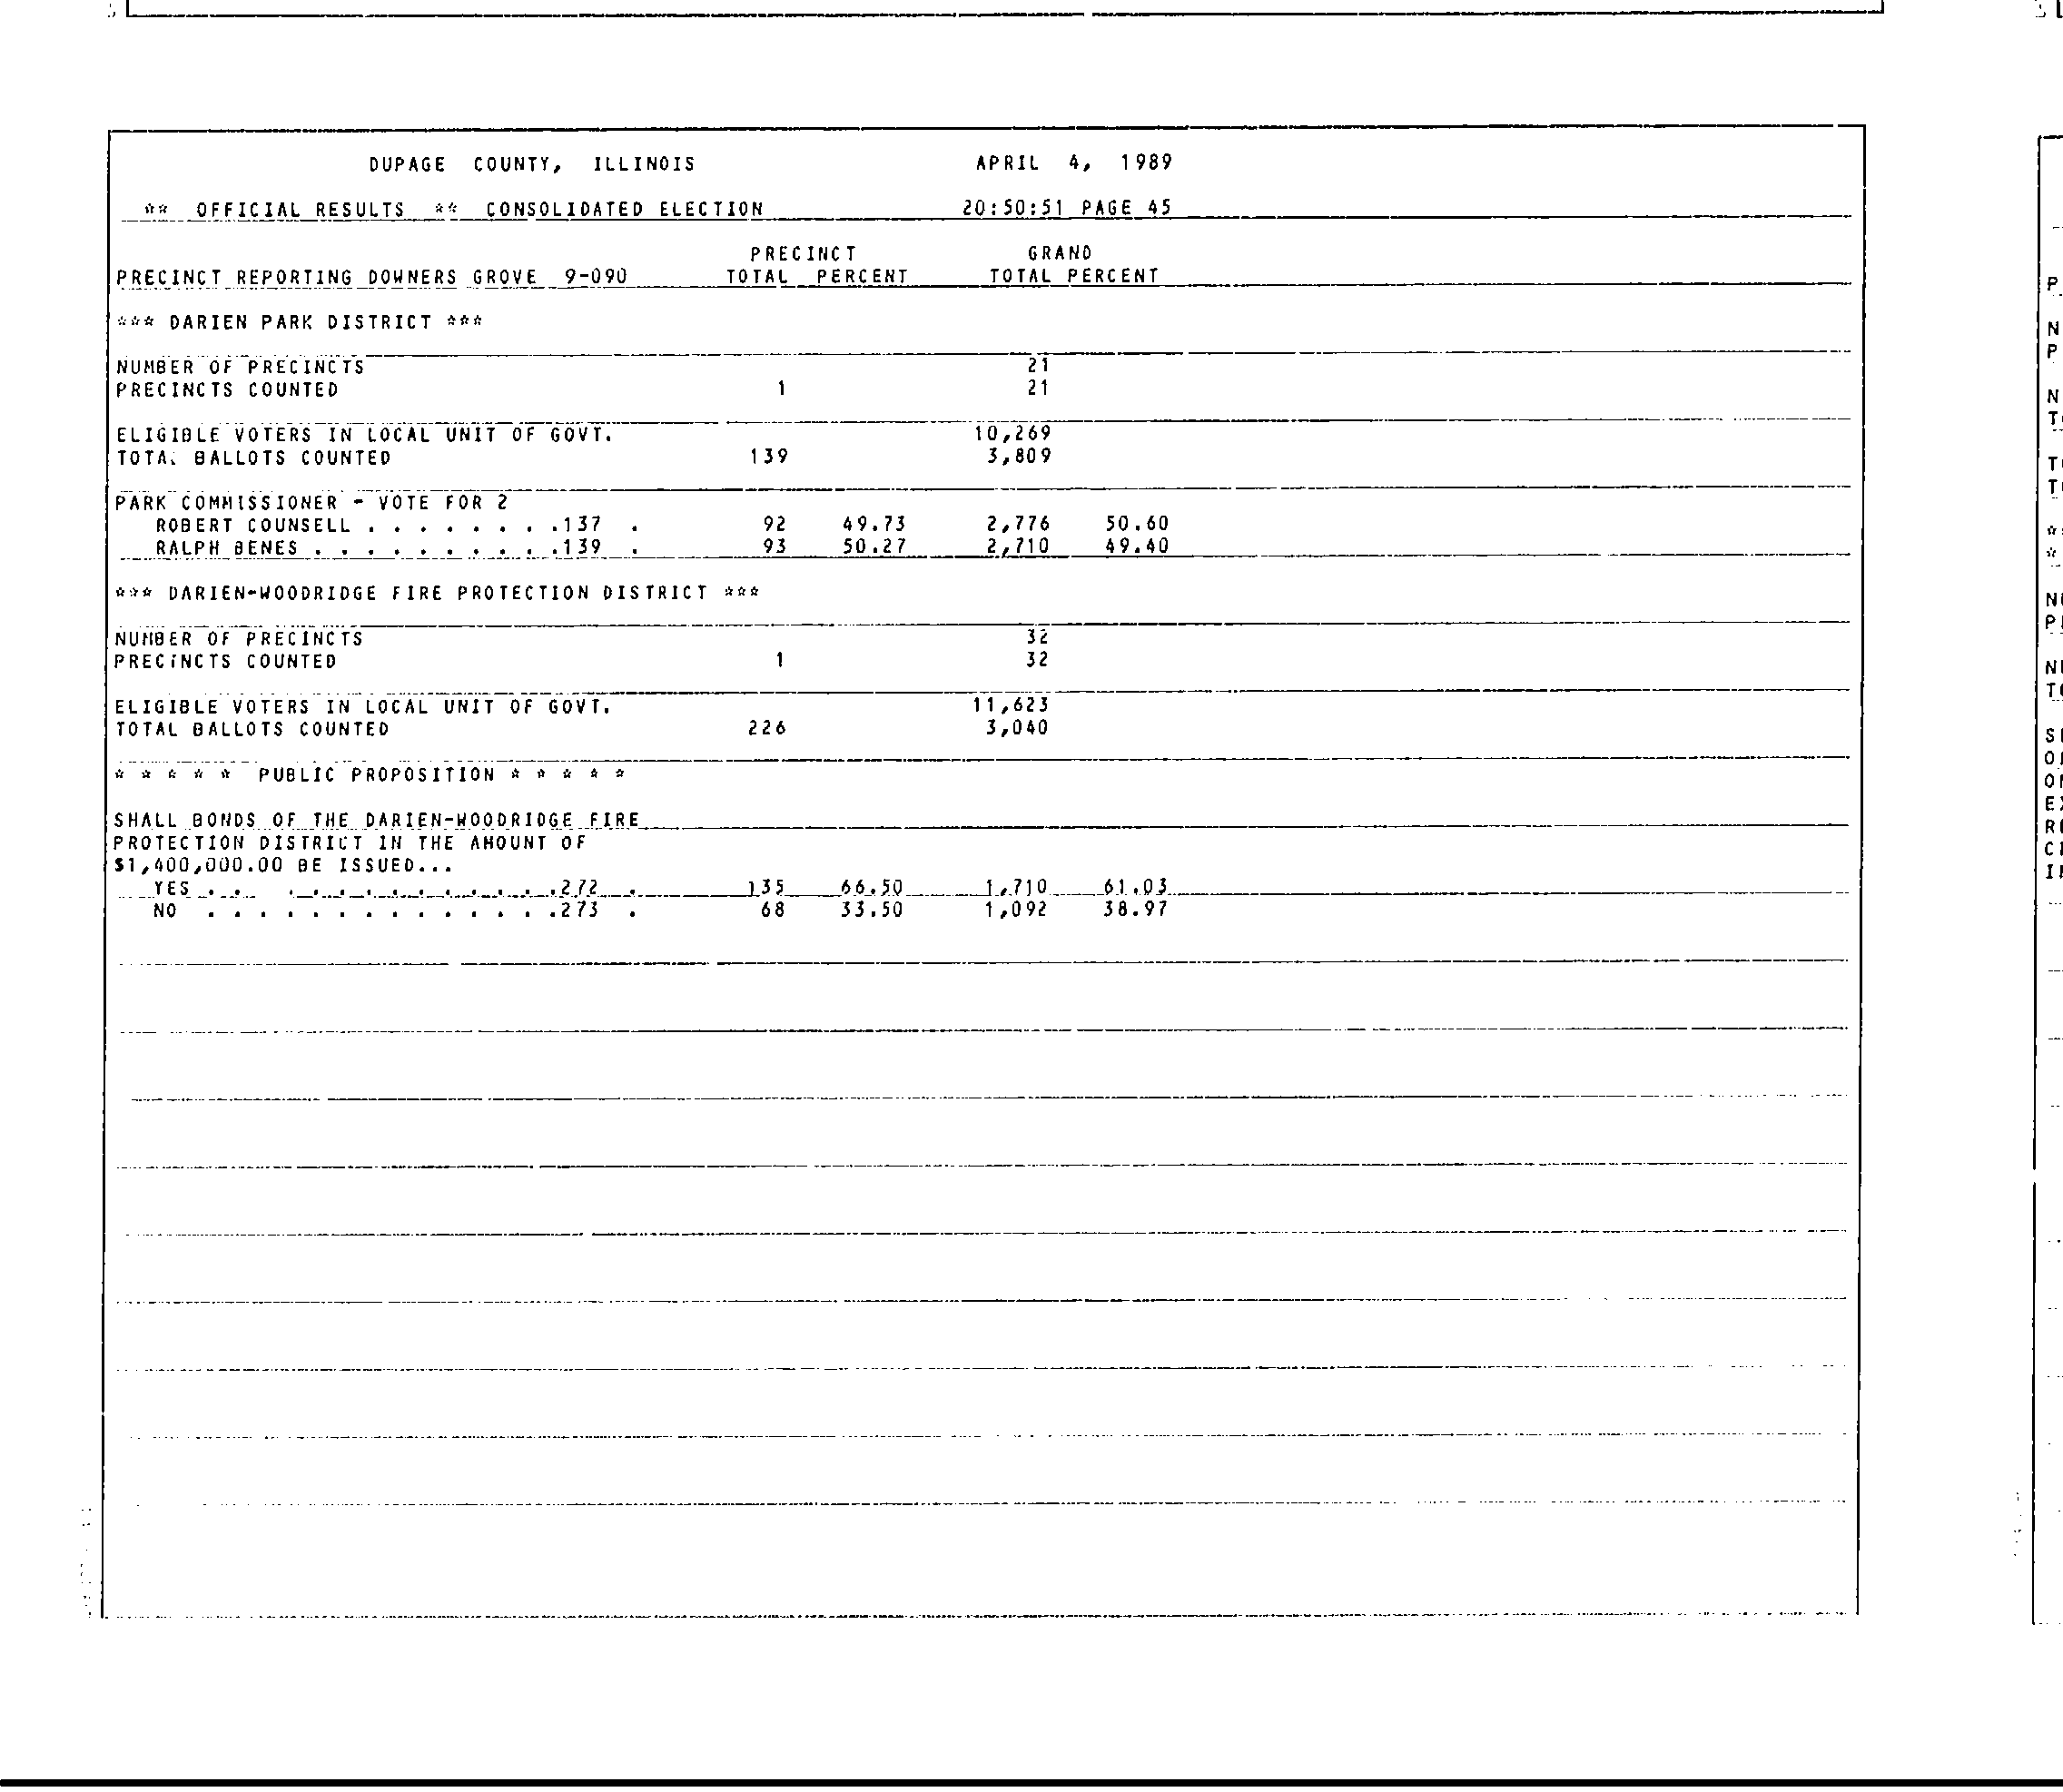 DUPAGE COUNTY, ILLINOIS APRIL 4, 1989
** OFFICIAL RESULTS ** CONSOLIDATED ELECTION 20:50:51 PAGE 45
PRECINCT GRAND
PRECINCT REPORTING DOWNERS GROVE 9-090 TOTAL PERCENT TOTAL PERCENT
*** DARIEN PARK DISTRICT ***
NUMBER OF PRECINCTS 21
PRECINCTS COUNTED 1 21
ELIGIBLE VOTERS IN LOCAL UNIT OF GOVT. 10,269
TOTAL BALLOTS COUNTED 139 3,809
PARK COMMISSIONER - VOTE FOR 2
ROBERT COUNSELL . . . . . . . .137 . 92 49.73 2,776 50.60
RALPH BENES . . . . . . . . . .139 . 93 50.27 2,710 49.40
*** DARIEN-WOODRIDGE FIRE PROTECTION DISTRICT ***
NUMBER OF PRECINCTS 32
PRECINCTS COUNTED 1 32
ELIGIBLE VOTERS IN LOCAL UNIT OF GOVT. 11,623
TOTAL BALLOTS COUNTED 226 3,040
* * * * * PUBLIC PROPOSITION * * * * *
SHALL BONDS OF THE DARIEN-WOODRIDGE FIRE
PROTECTION DISTRICT IN THE AMOUNT OF
$1,400,000.00 BE ISSUED...
YES . . . . . . . . . . . . . .272 . 135 66.50 1,710 61.03
NO . . . . . . . . . . . . . .273 . 68 33.50 1,092 38.97